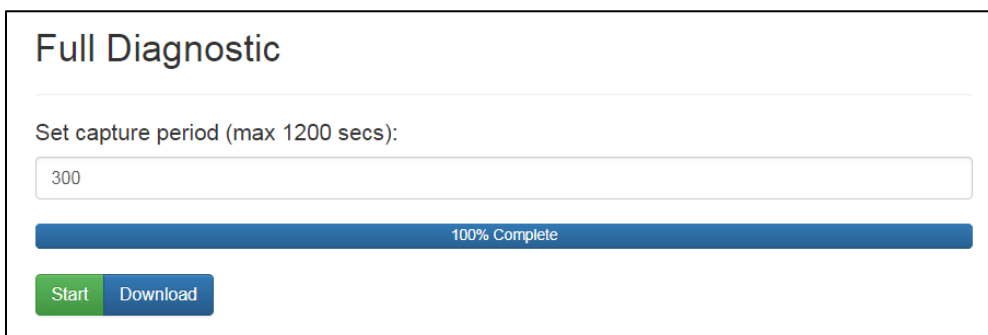 Full Diagnostic
Set capture period (max 1200 secs):
300
100% Complete
Start Download